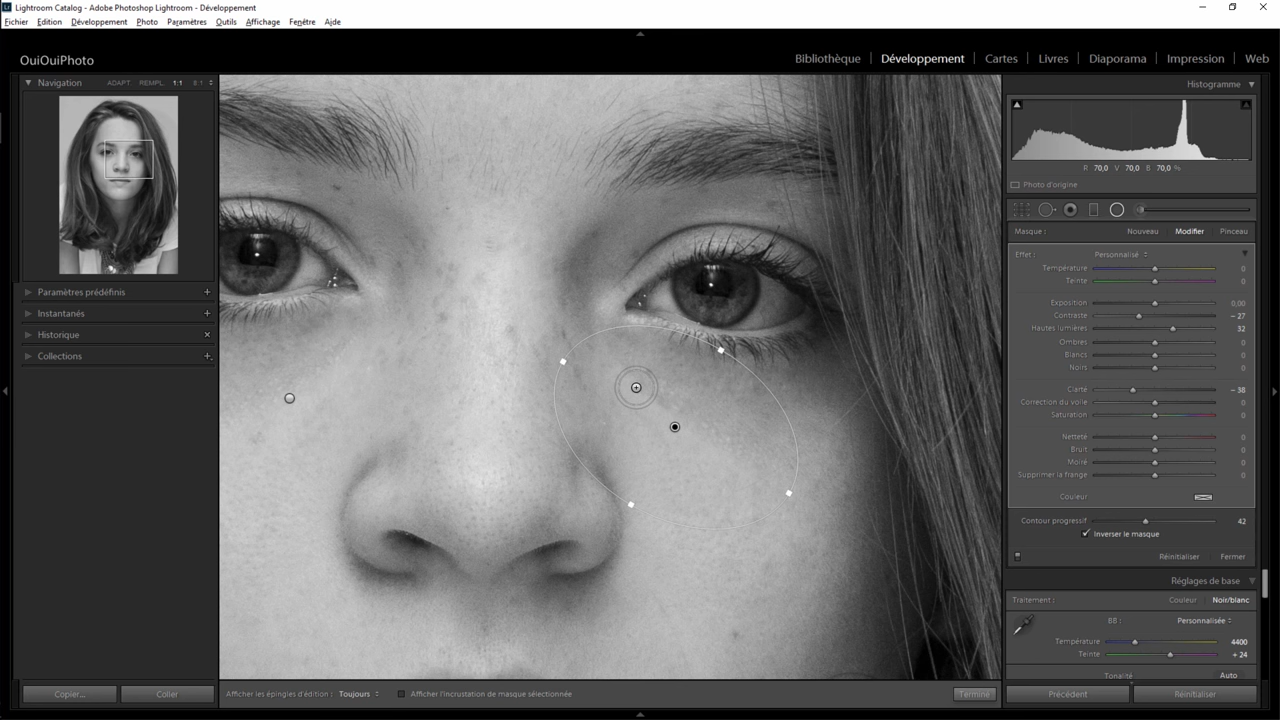 Lightroom Catalog - Adobe Photoshop Lightroom - Développement
Fichier Edition Développement Photo Paramètres Outils Affichage Fenêtre Aide
OuiOuiPhoto
Bibliothèque Développement Cartes Livres Diaporama Impression Web
Navigation ADAPT. REMPL. 1:1 8:1
Paramètres prédéfinis
Instantanés
Historique
Collections
Histogramme
R 70,0 V 70,0 B 70,0 %
Photo d'origine
Masque : Nouveau Modifier Pinceau
Effet : Personnalisé
Température 0
Teinte 0
Exposition 0,00
Contraste – 27
Hautes lumières 32
Ombres 0
Blancs 0
Noirs 0
Clarté – 38
Correction du voile 0
Saturation 0
Netteté 0
Bruit 0
Moiré 0
Supprimer la frange 0
Couleur
Contour progressif 42
Inverser le masque
Réinitialiser Fermer
Réglages de base
Traitement : Couleur Noir/blanc
BB : Personnalisée
Température 4400
Teinte + 24
Tonalité Auto
Copier... Coller
Afficher les épingles d'édition : Toujours Afficher l'incrustation de masque sélectionnée Terminé
Précédent Réinitialiser